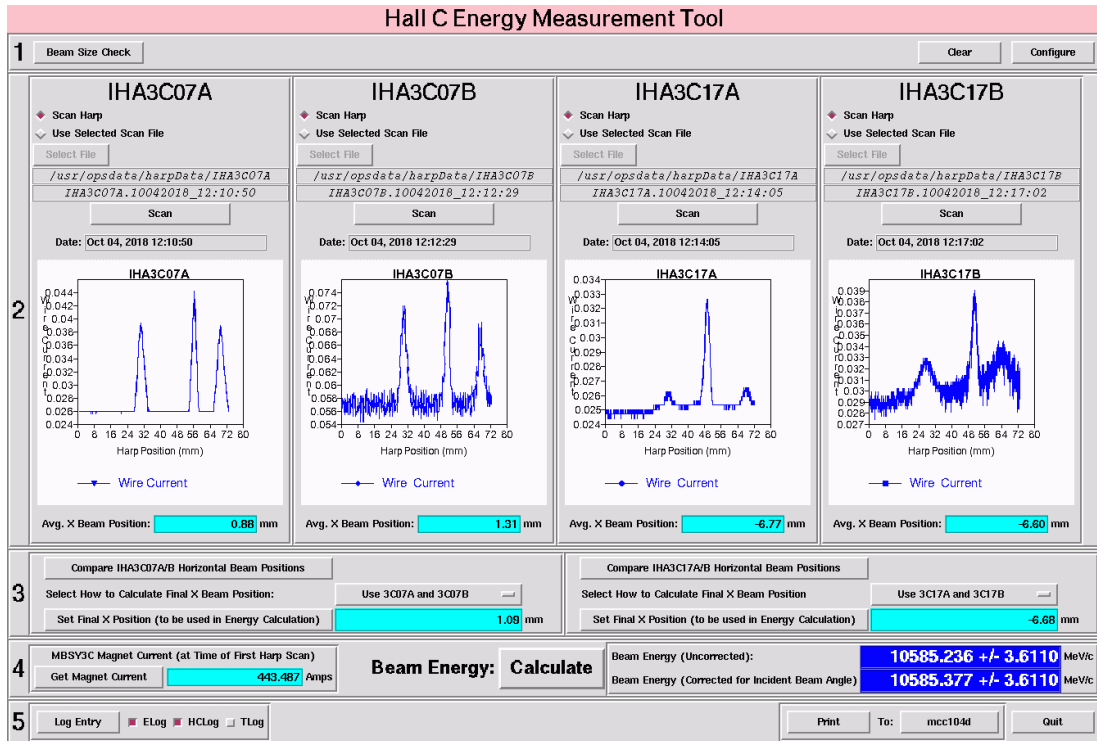 Hall C Energy Measurement Tool
1 Beam Size Check Clear Configure
2
IHA3C07A
Scan Harp
Use Selected Scan File
Select File
/usr/opsdata/harpData/IHA3C07A
IHA3C07A.10042018_12:10:50
Scan
Date: Oct 04, 2018 12:10:50
IHA3C07A
0.044
0.042
0.04
0.038
0.036
0.034
0.032
0.03
0.028
0.026
0.024
0 8 16 24 32 40 48 56 64 72 80
Harp Position (mm)
Wire Current
Avg. X Beam Position: 0.88 mm
IHA3C07B
Scan Harp
Use Selected Scan File
Select File
/usr/opsdata/harpData/IHA3C07B
IHA3C07B.10042018_12:12:29
Scan
Date: Oct 04, 2018 12:12:29
IHA3C07B
0.074
0.072
0.07
0.068
0.066
0.064
0.062
0.06
0.058
0.056
0.054
0 8 16 24 32 40 48 56 64 72 80
Harp Position (mm)
Wire Current
Avg. X Beam Position: 1.31 mm
IHA3C17A
Scan Harp
Use Selected Scan File
Select File
/usr/opsdata/harpData/IHA3C17A
IHA3C17A.10042018_12:14:05
Scan
Date: Oct 04, 2018 12:14:05
IHA3C17A
0.034
0.033
0.032
0.031
0.03
0.029
0.028
0.027
0.026
0.025
0.024
0 8 16 24 32 40 48 56 64 72 80
Harp Position (mm)
Wire Current
Avg. X Beam Position: -6.77 mm
IHA3C17B
Scan Harp
Use Selected Scan File
Select File
/usr/opsdata/harpData/IHA3C17B
IHA3C17B.10042018_12:17:02
Scan
Date: Oct 04, 2018 12:17:02
IHA3C17B
0.039
0.038
0.037
0.036
0.035
0.034
0.033
0.032
0.031
0.03
0.029
0.028
0.027
0 8 16 24 32 40 48 56 64 72 80
Harp Position (mm)
Wire Current
Avg. X Beam Position: -6.60 mm
3
Compare IHA3C07A/B Horizontal Beam Positions
Select How to Calculate Final X Beam Position: Use 3C07A and 3C07B
Set Final X Position (to be used in Energy Calculation) 1.09 mm
Compare IHA3C17A/B Horizontal Beam Positions
Select How to Calculate Final X Beam Position Use 3C17A and 3C17B
Set Final X Position (to be used in Energy Calculation) -6.68 mm
4
MBSY3C Magnet Current (at Time of First Harp Scan)
Get Magnet Current 443.487 Amps
Beam Energy: Calculate
Beam Energy (Uncorrected): 10585.236 +/- 3.6110 MeV/c
Beam Energy (Corrected for Incident Beam Angle) 10585.377 +/- 3.6110 MeV/c
5 Log Entry ELog HCLog TLog Print To: mcc104d Quit